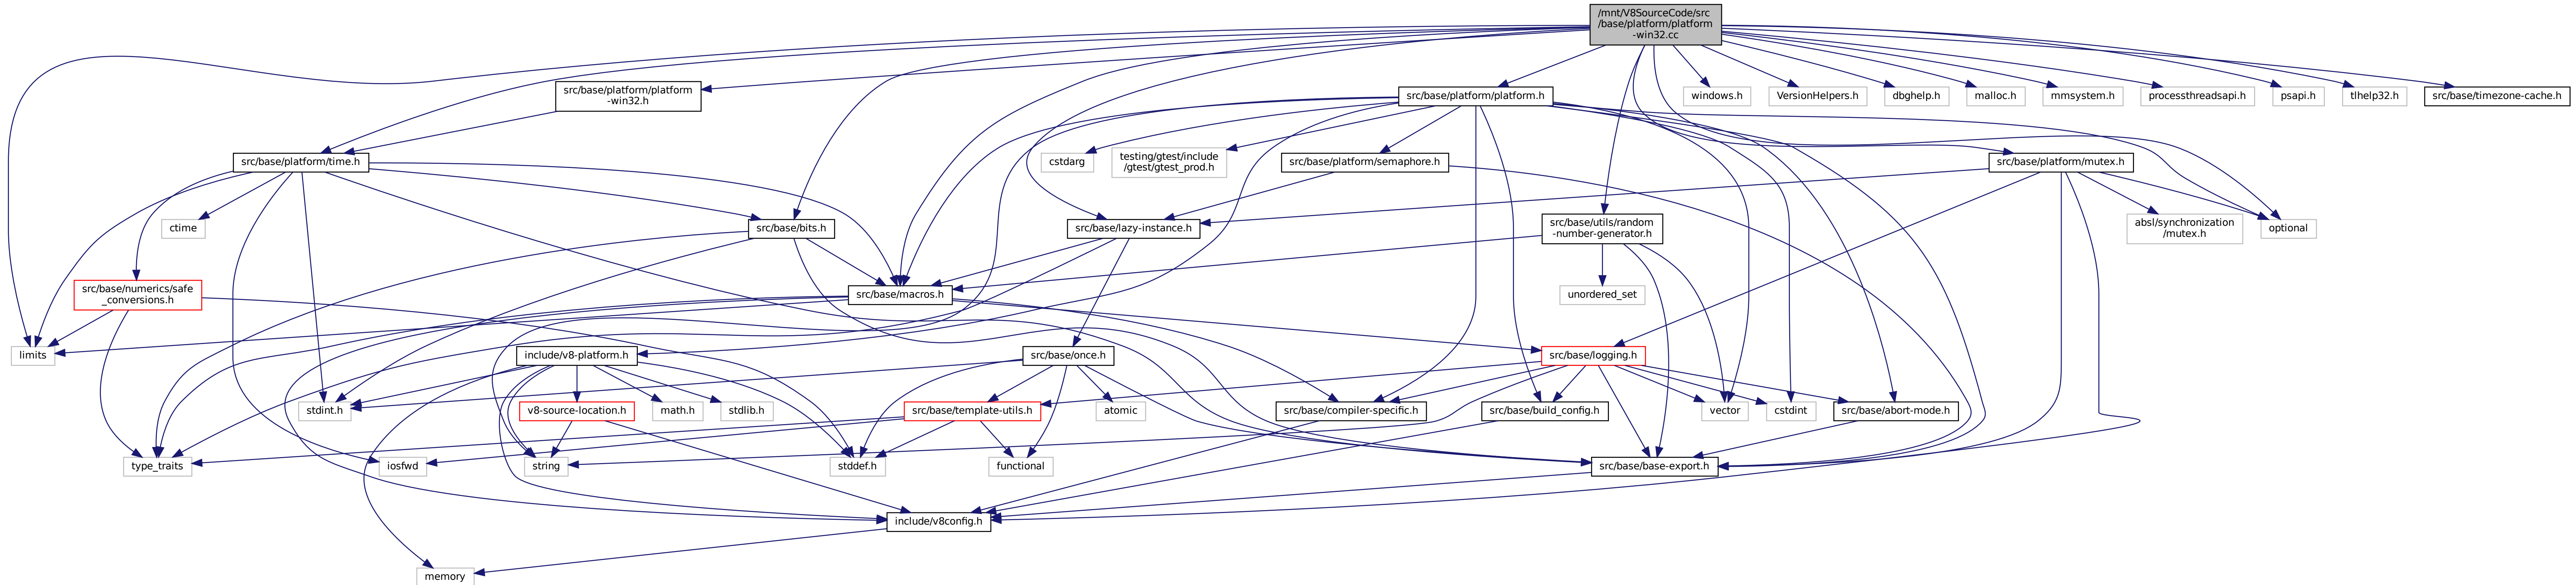 /mnt/V8SourceCode/src
/base/platform/platform
-win32.cc
src/base/platform/platform
-win32.h
src/base/platform/platform.h
windows.h
VersionHelpers.h
dbghelp.h
malloc.h
mmsystem.h
processthreadsapi.h
psapi.h
tlhelp32.h
src/base/timezone-cache.h
src/base/platform/time.h
cstdarg
testing/gtest/include
/gtest/gtest_prod.h
src/base/platform/semaphore.h
src/base/platform/mutex.h
ctime
src/base/bits.h
src/base/lazy-instance.h
src/base/utils/random
-number-generator.h
absl/synchronization
/mutex.h
optional
src/base/numerics/safe
_conversions.h
src/base/macros.h
unordered_set
limits
include/v8-platform.h
src/base/once.h
src/base/logging.h
stdint.h
v8-source-location.h
math.h
stdlib.h
src/base/template-utils.h
atomic
src/base/compiler-specific.h
src/base/build_config.h
vector
cstdint
src/base/abort-mode.h
type_traits
iosfwd
string
stddef.h
functional
src/base/base-export.h
include/v8config.h
memory